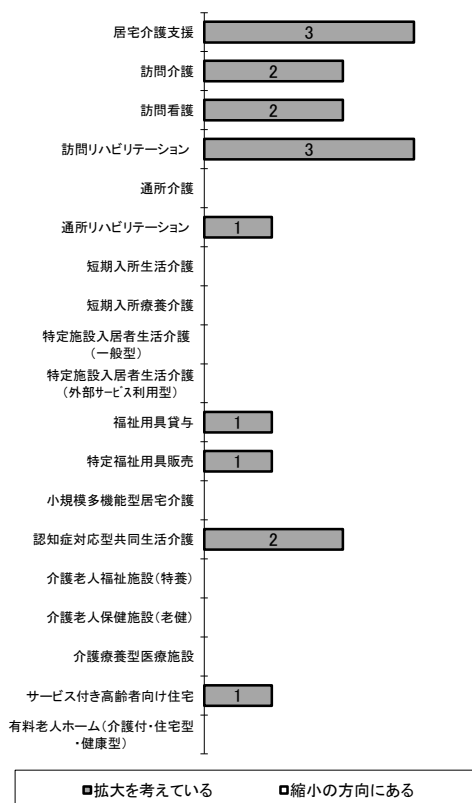 居宅介護支援 3
訪問介護 2
訪問看護 2
訪問リハビリテーション 3
通所介護
通所リハビリテーション 1
短期入所生活介護
短期入所療養介護
特定施設入居者生活介護
(一般型)
特定施設入居者生活介護
(外部サービス利用型)
福祉用具貸与 1
特定福祉用具販売 1
小規模多機能型居宅介護
認知症対応型共同生活介護 2
介護老人福祉施設(特養)
介護老人保健施設(老健)
介護療養型医療施設
サービス付き高齢者向け住宅 1
有料老人ホーム(介護付・住宅型
・健康型)
拡大を考えている 縮小の方向にある